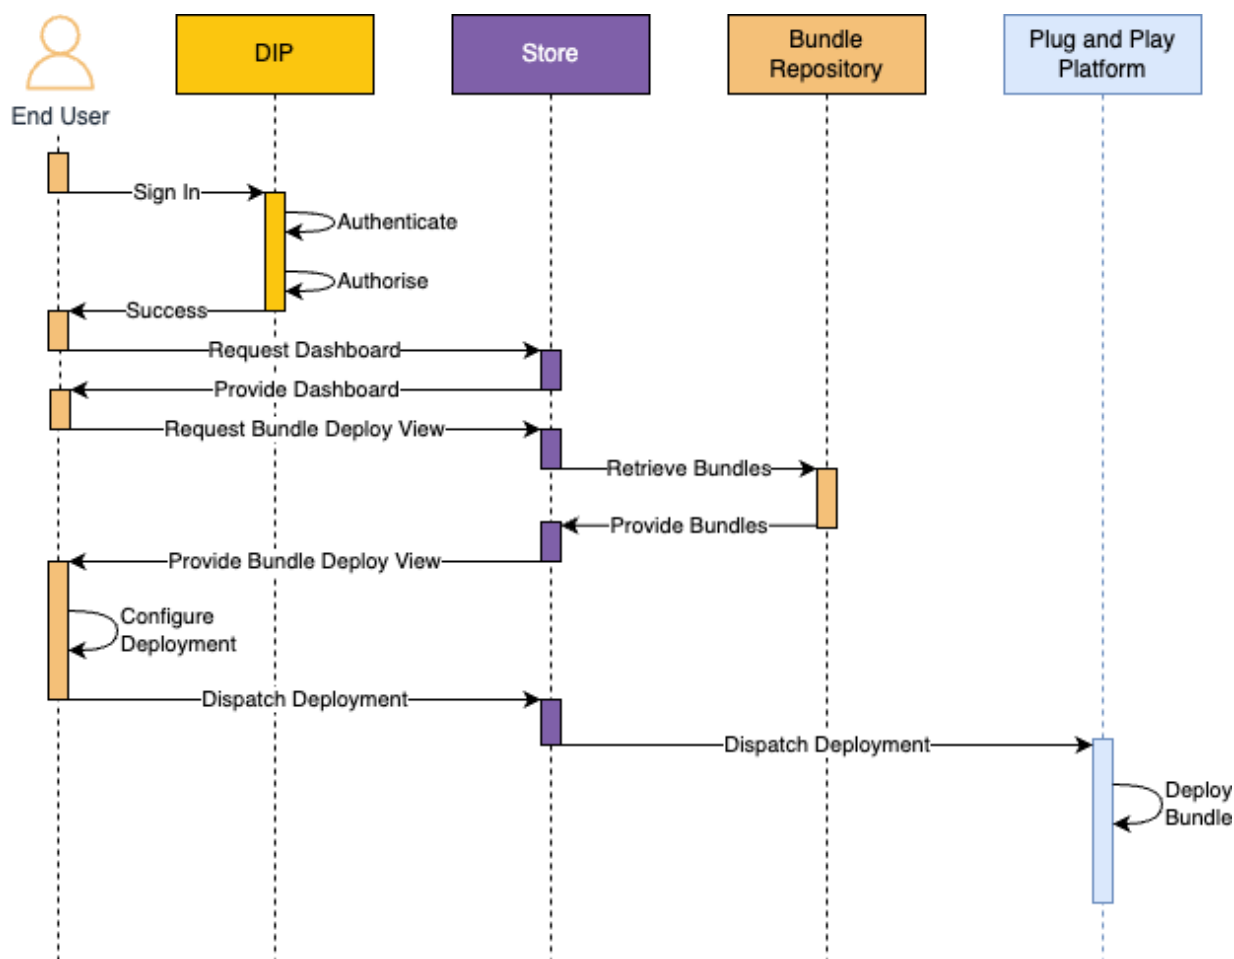 End User
DIP
Store
Bundle
Repository
Plug and Play
Platform
Sign In
Authenticate
Authorise
Success
Request Dashboard
Provide Dashboard
Request Bundle Deploy View
Retrieve Bundles
Provide Bundles
Provide Bundle Deploy View
Configure
Deployment
Dispatch Deployment
Dispatch Deployment
Deploy
Bundle